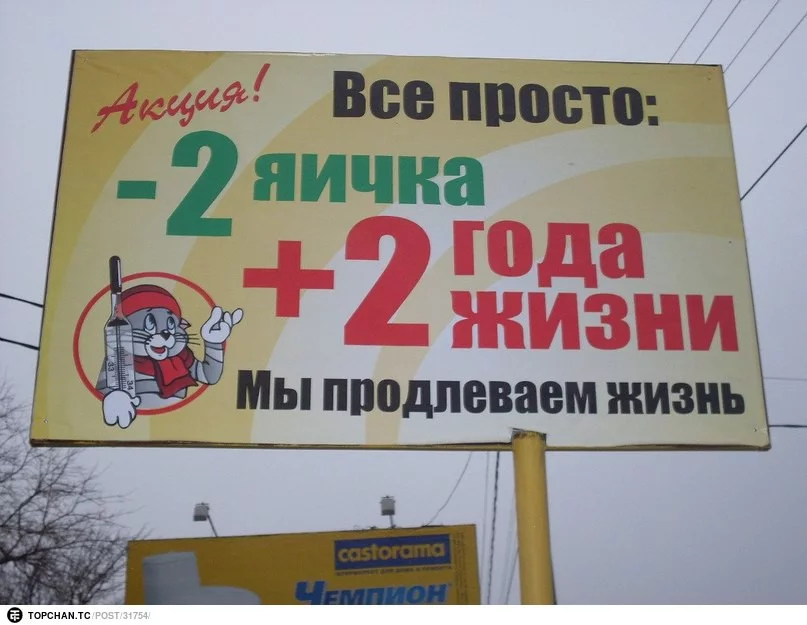 Акция!
Все просто:
-2 яичка
+2 года
жизни
Мы продлеваем жизнь
castorama
Чемпион
TOPCHAN.TC/POST/31754/